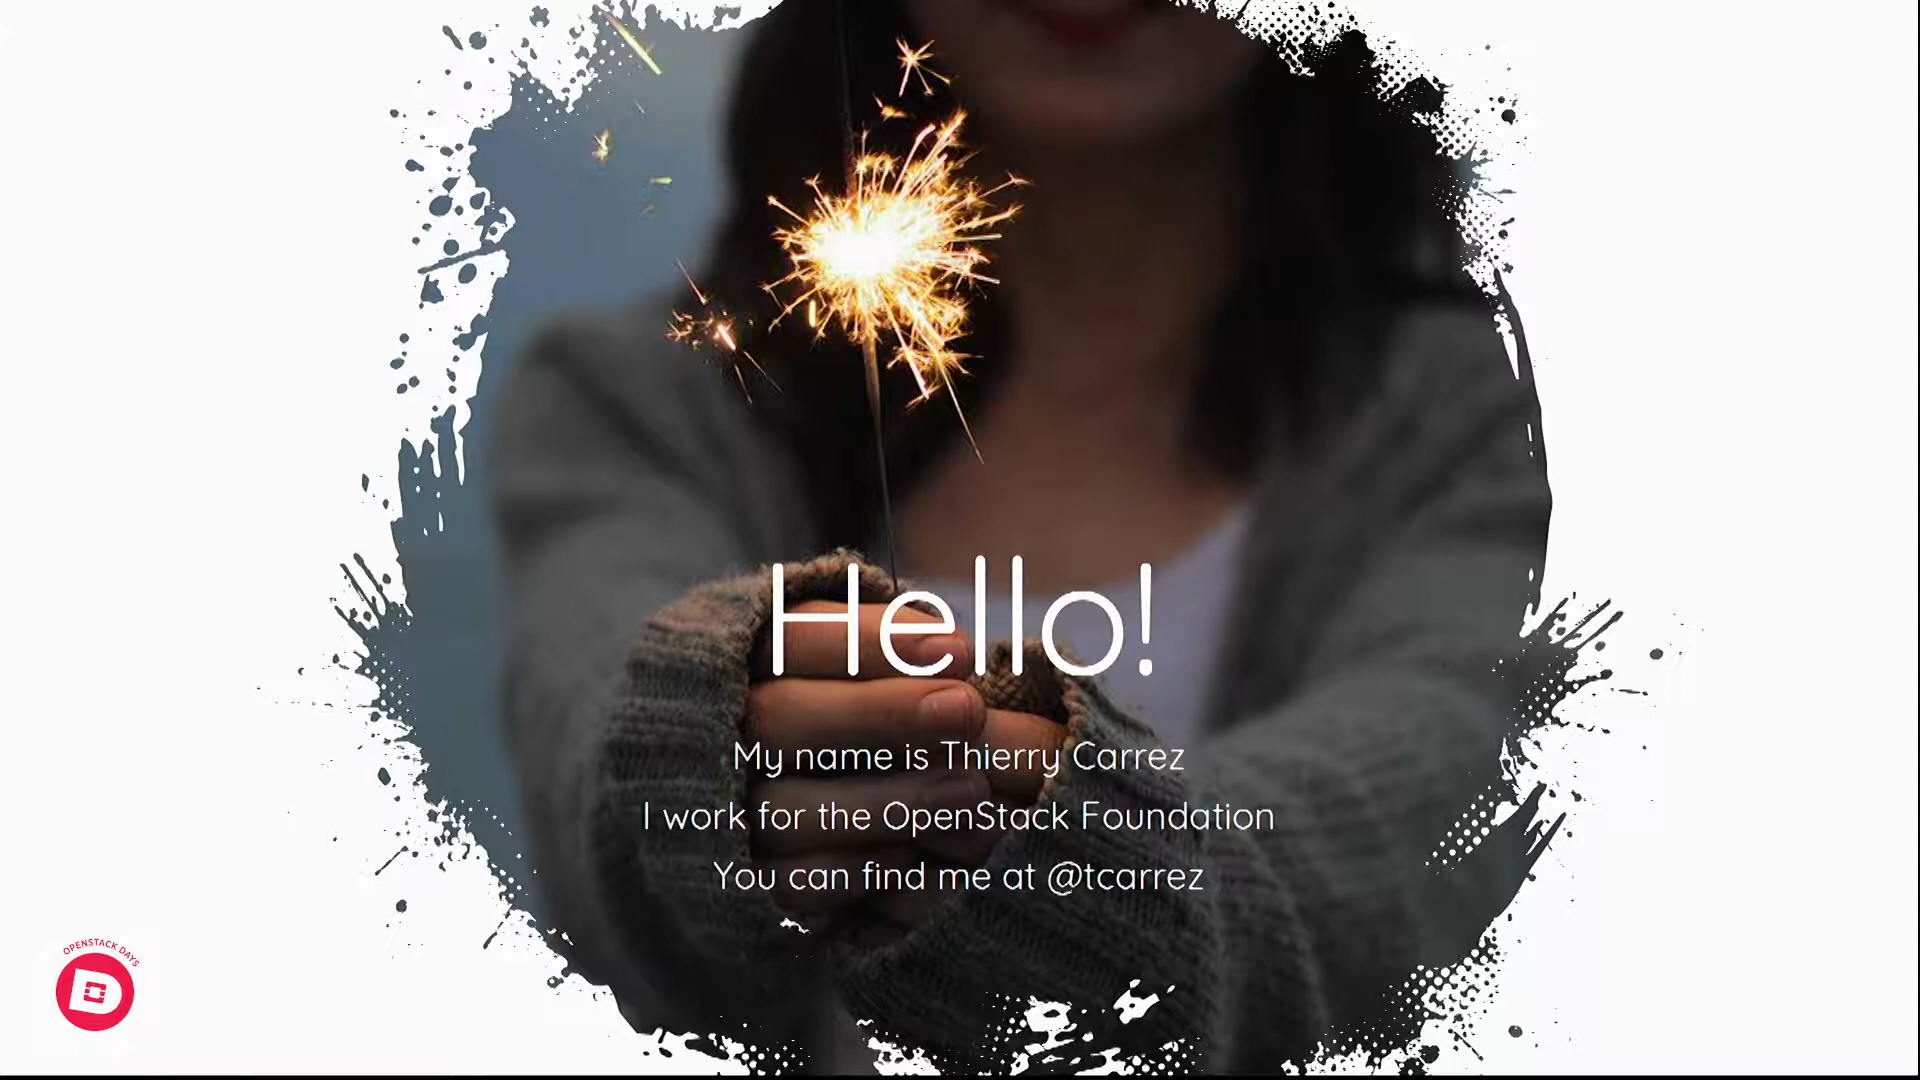 Hello!
My name is Thierry Carrez
I work for the OpenStack Foundation
You can find me at @tcarrez
OPENSTACK DAYS